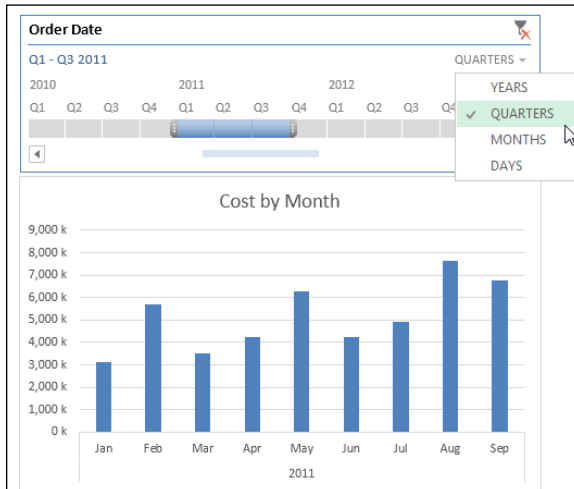 Order Date
Q1 - Q3 2011 QUARTERS
2010 2011 2012
Q1 Q2 Q3 Q4 Q1 Q2 Q3 Q4 Q1 Q2 Q3
YEARS
QUARTERS
MONTHS
DAYS
Cost by Month
9,000 k
8,000 k
7,000 k
6,000 k
5,000 k
4,000 k
3,000 k
2,000 k
1,000 k
0 k
Jan Feb Mar Apr May Jun Jul Aug Sep
2011